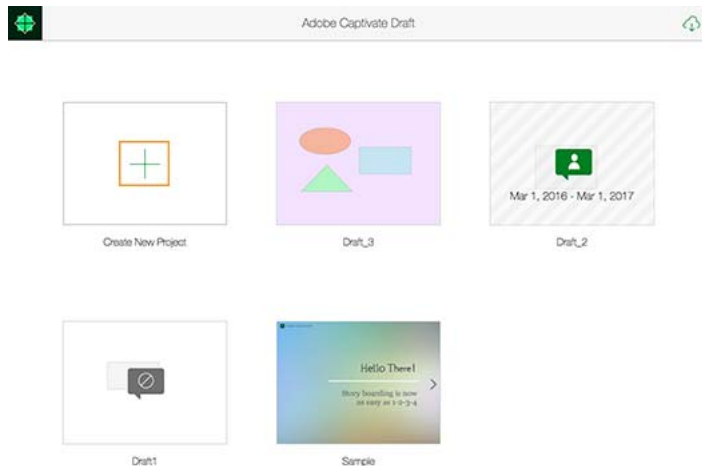 Adobe Captivate Draft
Create New Project
Draft_3
Mar 1, 2016 - Mar 1, 2017
Draft_2
Draft1
Hello There!
Story boarding is now
as easy as 1-2-3-4
Sample